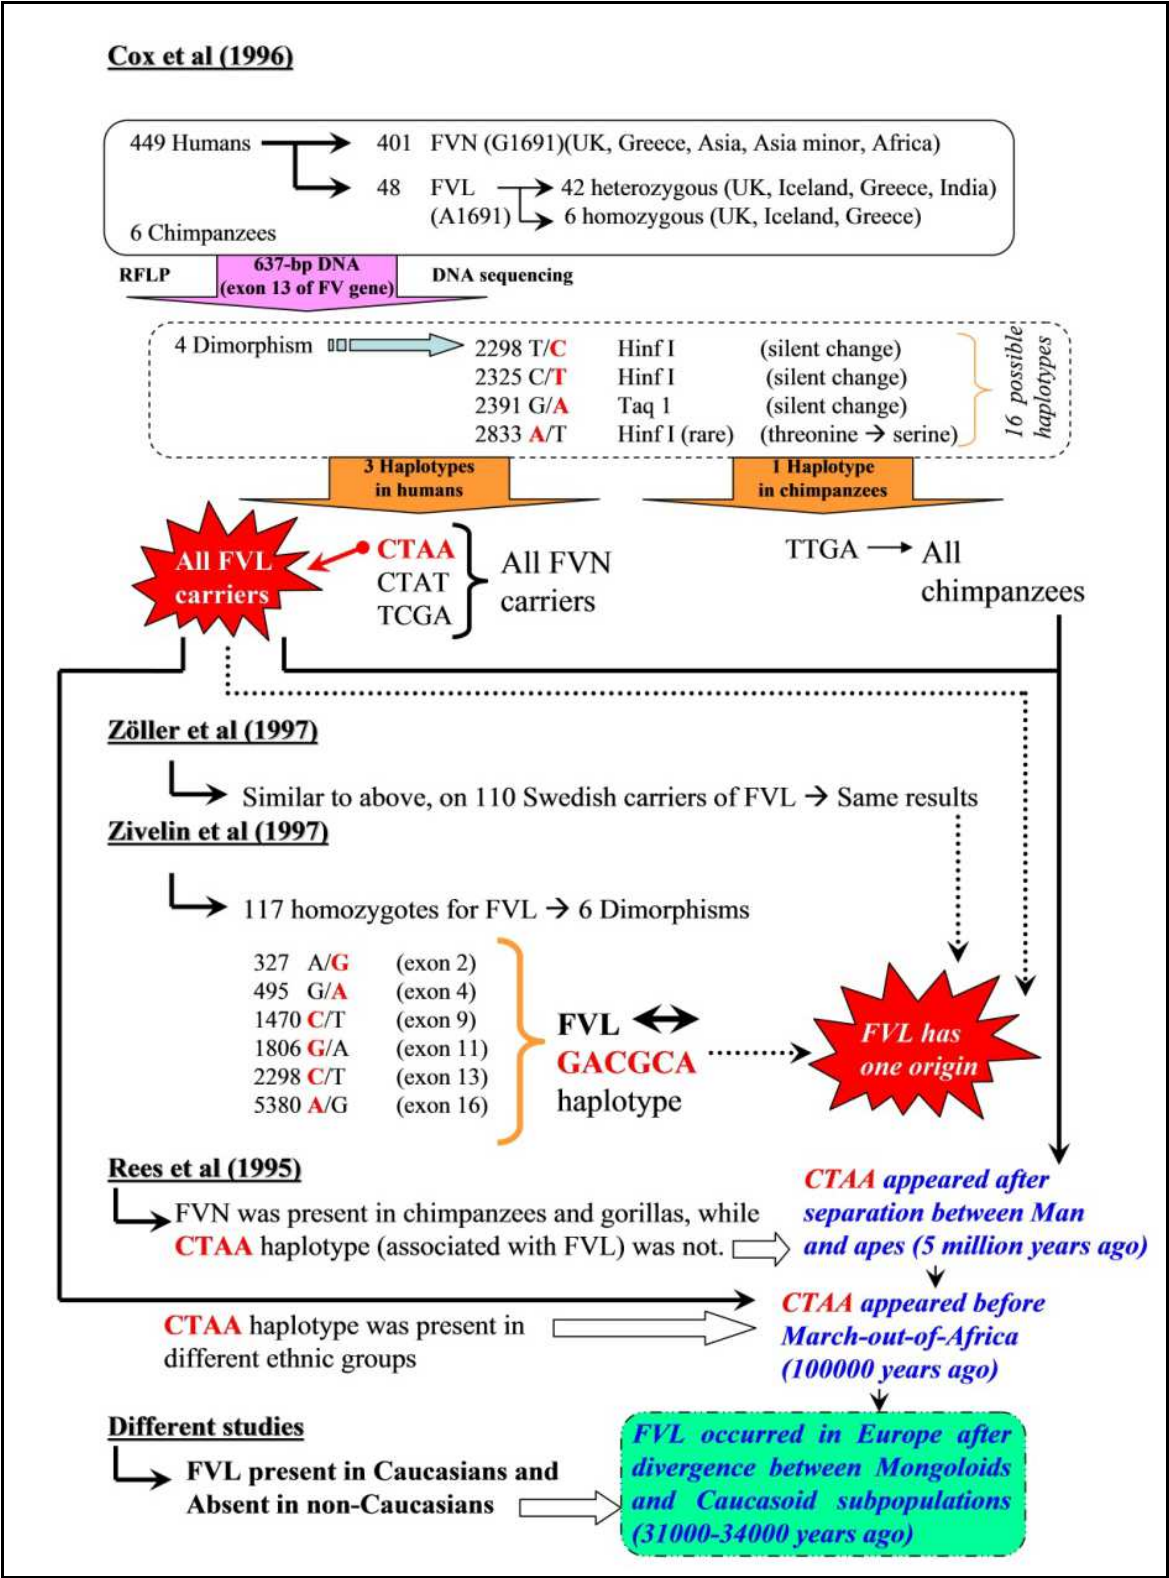 Cox et al (1996)
449 Humans
401 FVN (G1691)(UK, Greece, Asia, Asia minor, Africa)
48 FVL
(A1691)
42 heterozygous (UK, Iceland, Greece, India)
6 homozygous (UK, Iceland, Greece)
6 Chimpanzees
RFLP
637-bp DNA
(exon 13 of FV gene)
DNA sequencing
4 Dimorphism
2298 T/C Hinf I (silent change)
2325 C/T Hinf I (silent change)
2391 G/A Taq 1 (silent change)
2833 A/T Hinf I (rare) (threonine → serine)
16 possible
haplotypes
3 Haplotypes
in humans
1 Haplotype
in chimpanzees
All FVL
carriers
CTAA
CTAT
TCGA
All FVN
carriers
TTGA
All
chimpanzees
Zöller et al (1997)
Similar to above, on 110 Swedish carriers of FVL → Same results
Zivelin et al (1997)
117 homozygotes for FVL → 6 Dimorphisms
327 A/G (exon 2)
495 G/A (exon 4)
1470 C/T (exon 9)
1806 G/A (exon 11)
2298 C/T (exon 13)
5380 A/G (exon 16)
FVL
GACGCA
haplotype
FVL has
one origin
Rees et al (1995)
FVN was present in chimpanzees and gorillas, while
CTAA haplotype (associated with FVL) was not.
CTAA appeared after
separation between Man
and apes (5 million years ago)
CTAA haplotype was present in
different ethnic groups
CTAA appeared before
March-out-of-Africa
(100000 years ago)
Different studies
FVL present in Caucasians and
Absent in non-Caucasians
FVL occurred in Europe after
divergence between Mongoloids
and Caucasoid subpopulations
(31000-34000 years ago)